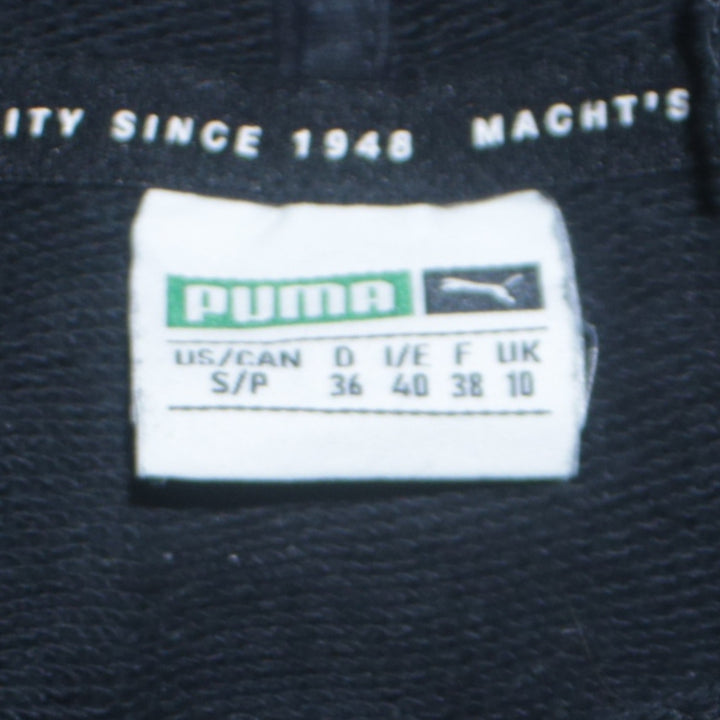 ITY SINCE 1948 MACHT'S
PUMA
US/CAN D I/E F UK
S/P 36 40 38 10